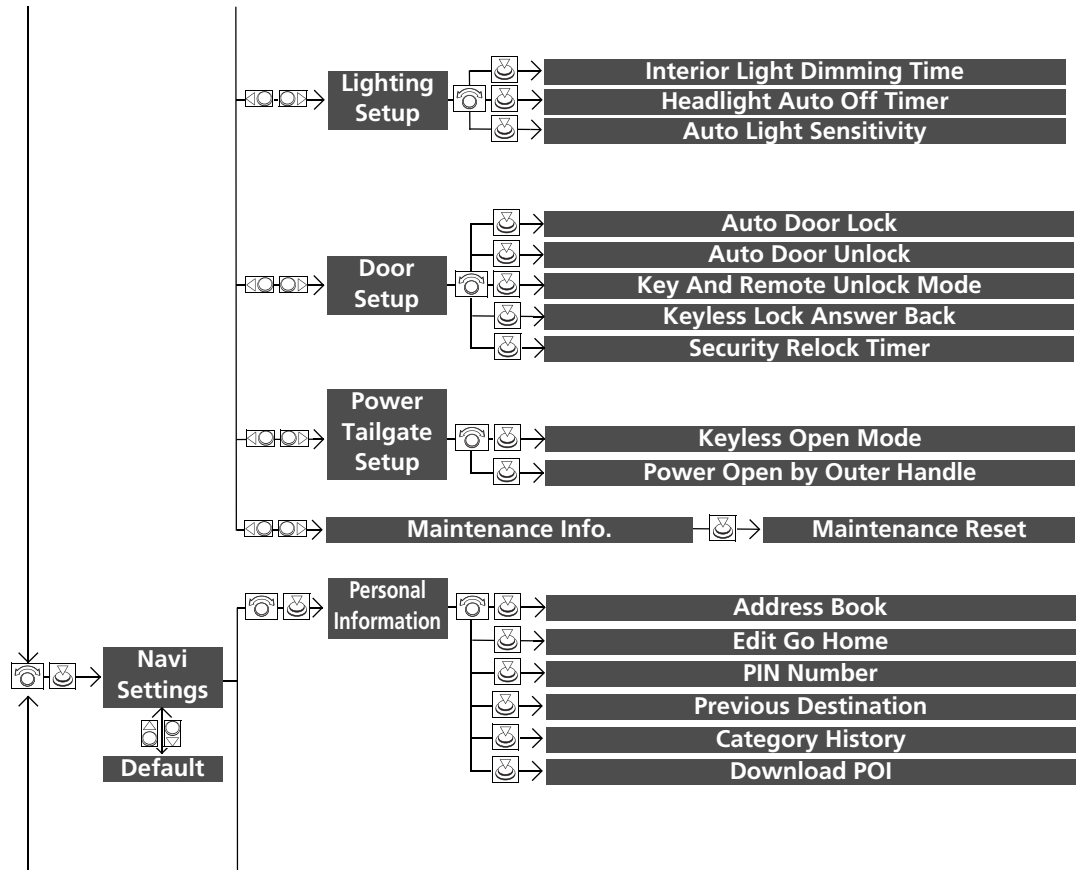 Lighting
Setup
Interior Light Dimming Time
Headlight Auto Off Timer
Auto Light Sensitivity
Door
Setup
Auto Door Lock
Auto Door Unlock
Key And Remote Unlock Mode
Keyless Lock Answer Back
Security Relock Timer
Power
Tailgate
Setup
Keyless Open Mode
Power Open by Outer Handle
Maintenance Info.
Maintenance Reset
Navi
Settings
Default
Personal
Information
Address Book
Edit Go Home
PIN Number
Previous Destination
Category History
Download POI